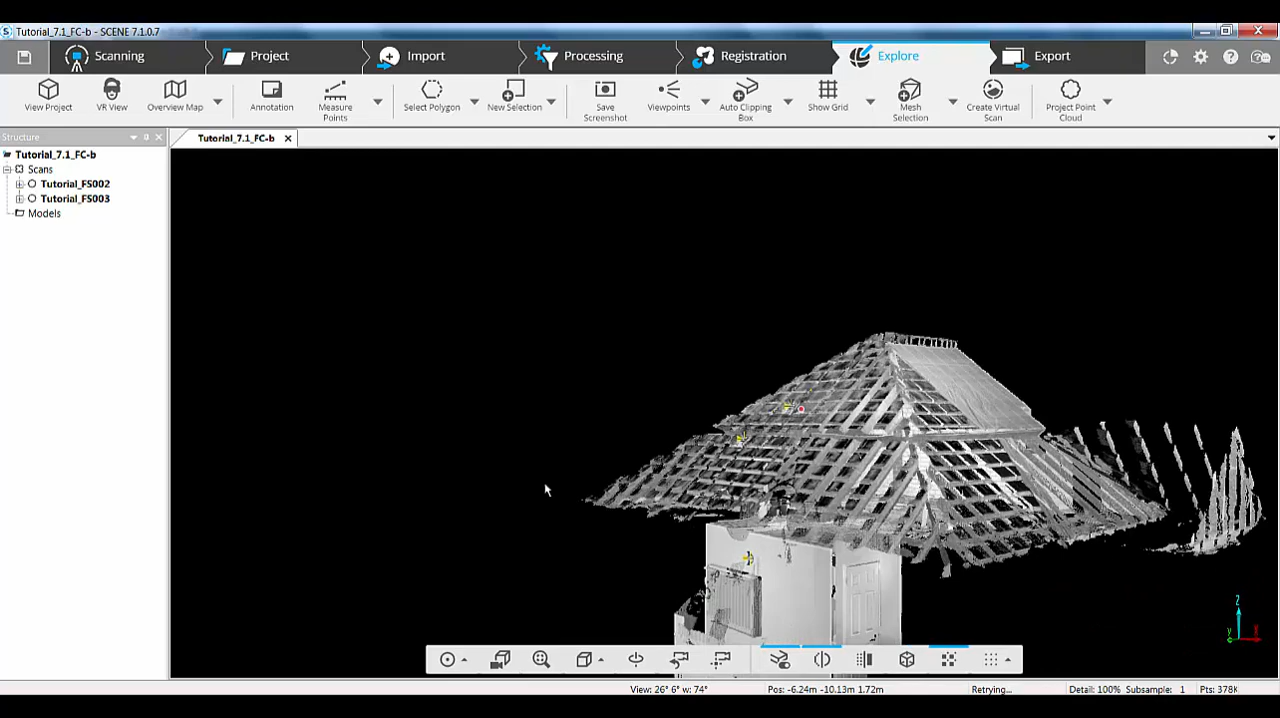 Tutorial_7.1_FC-b - SCENE 7.1.0.7
Scanning
Project
Import
Processing
Registration
Explore
Export
View Project
VR View
Overview Map
Annotation
Measure Points
Select Polygon
New Selection
Save Screenshot
Viewpoints
Auto Clipping Box
Show Grid
Mesh Selection
Create Virtual Scan
Project Point Cloud
Structure
Tutorial_7.1_FC-b
Tutorial_7.1_FC-b
Scans
Tutorial_FS002
Tutorial_FS003
Models
z
y
x
View: 26° 6° w: 74°
Pos: -6.24m -10.13m 1.72m
Retrying...
Detail: 100% Subsample: 1
Pts: 378K